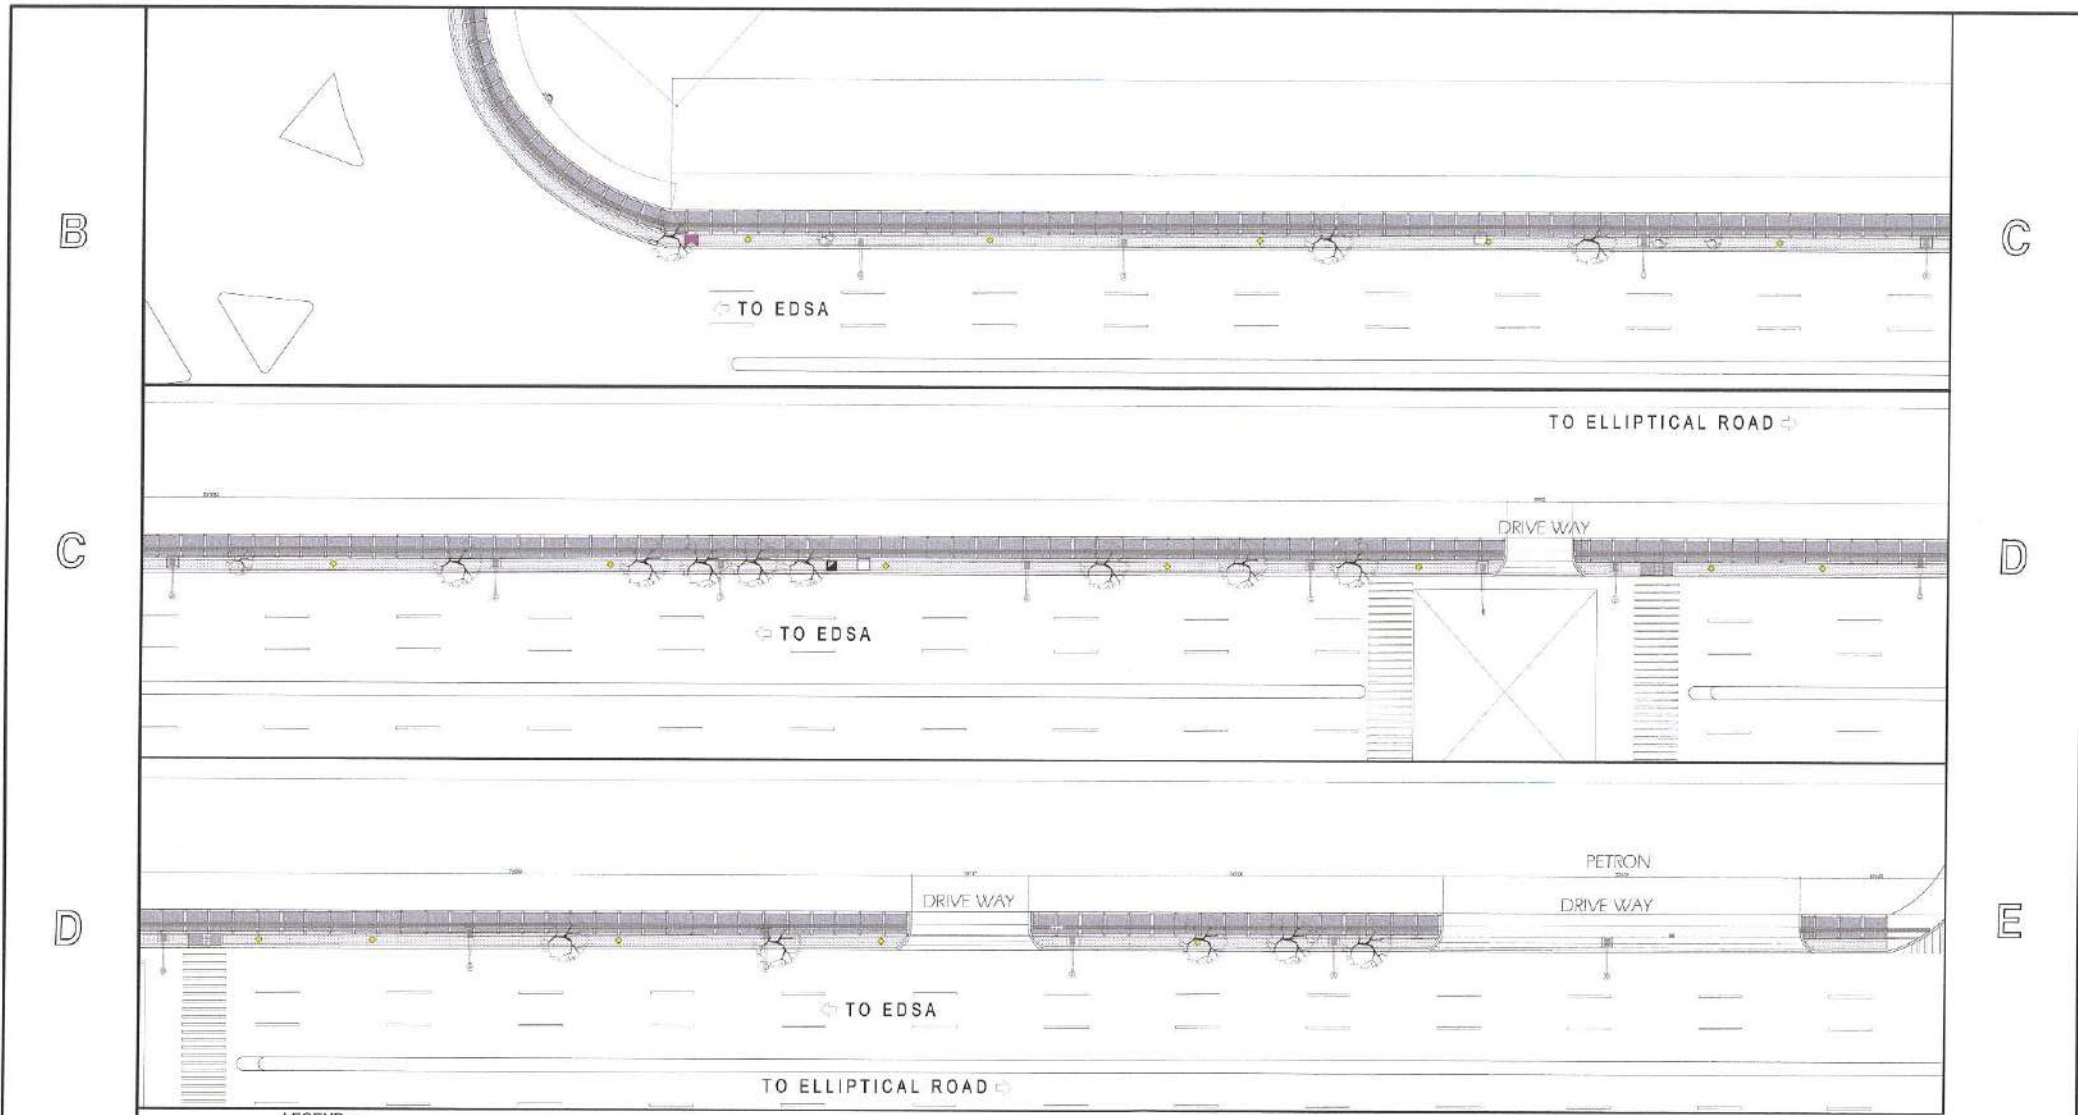 B
C
TO EDSA
TO ELLIPTICAL ROAD
DRIVE WAY
C
D
TO EDSA
PETRON
DRIVE WAY
DRIVE WAY
D
E
TO EDSA
TO ELLIPTICAL ROAD